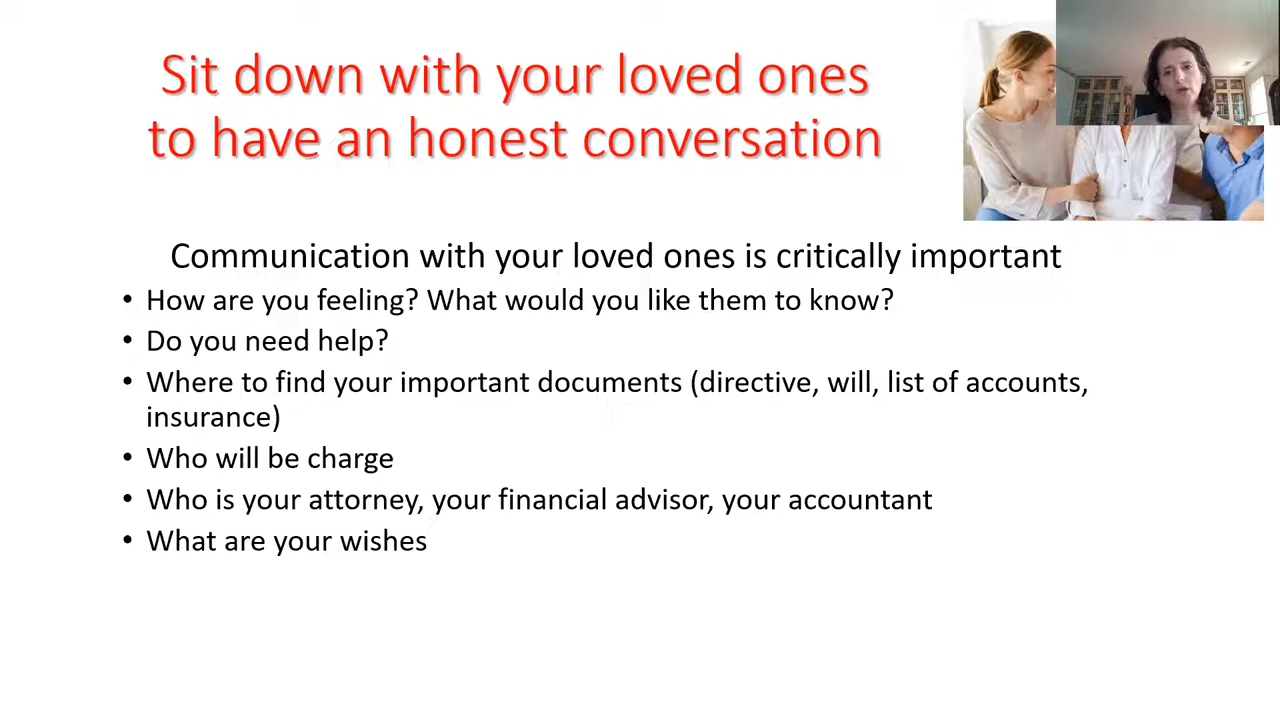 Sit down with your loved ones
to have an honest conversation
Communication with your loved ones is critically important
• How are you feeling? What would you like them to know?
• Do you need help?
• Where to find your important documents (directive, will, list of accounts,
insurance)
• Who will be charge
• Who is your attorney, your financial advisor, your accountant
• What are your wishes